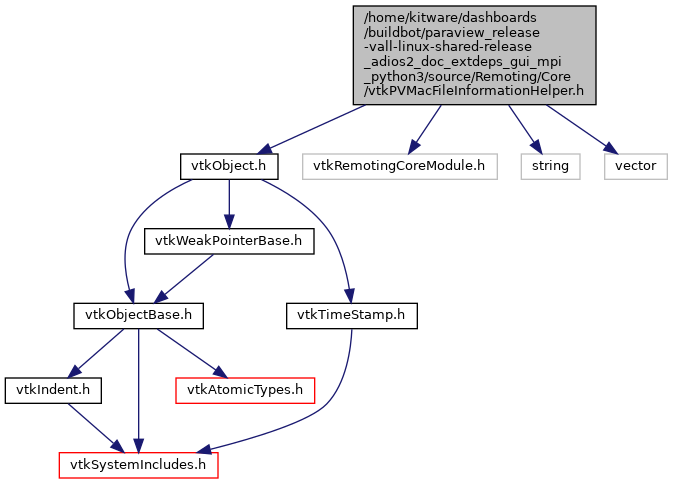 /home/kitware/dashboards
/buildbot/paraview_release
-vall-linux-shared-release
_adios2_doc_extdeps_gui_mpi
_python3/source/Remoting/Core
/vtkPVMacFileInformationHelper.h
vtkObject.h
vtkRemotingCoreModule.h
string
vector
vtkWeakPointerBase.h
vtkObjectBase.h
vtkTimeStamp.h
vtkIndent.h
vtkAtomicTypes.h
vtkSystemIncludes.h